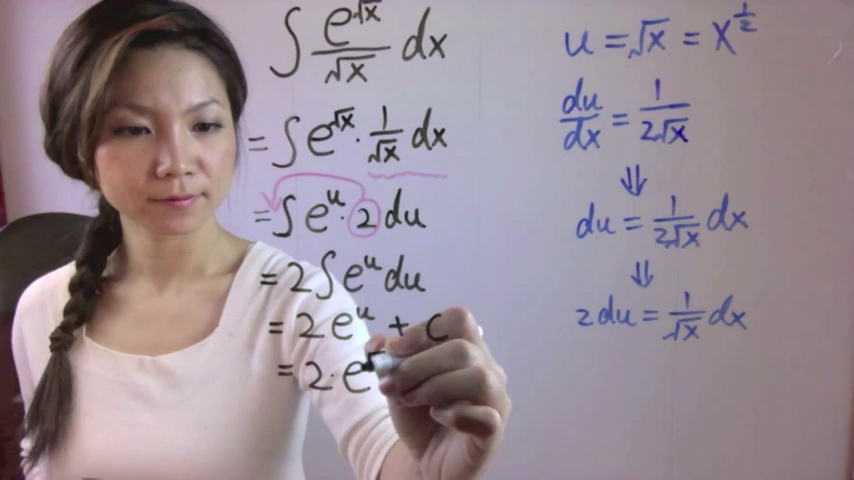 ∫ e^√x / √x dx
= ∫ e^√x · 1/√x dx
= ∫ e^u · 2 du
= 2 ∫ e^u du
= 2 e^u + c
= 2 · e^√
u = √x = x^1/2
du/dx = 1/2√x
⇓
du = 1/2√x dx
⇓
2 du = 1/√x dx